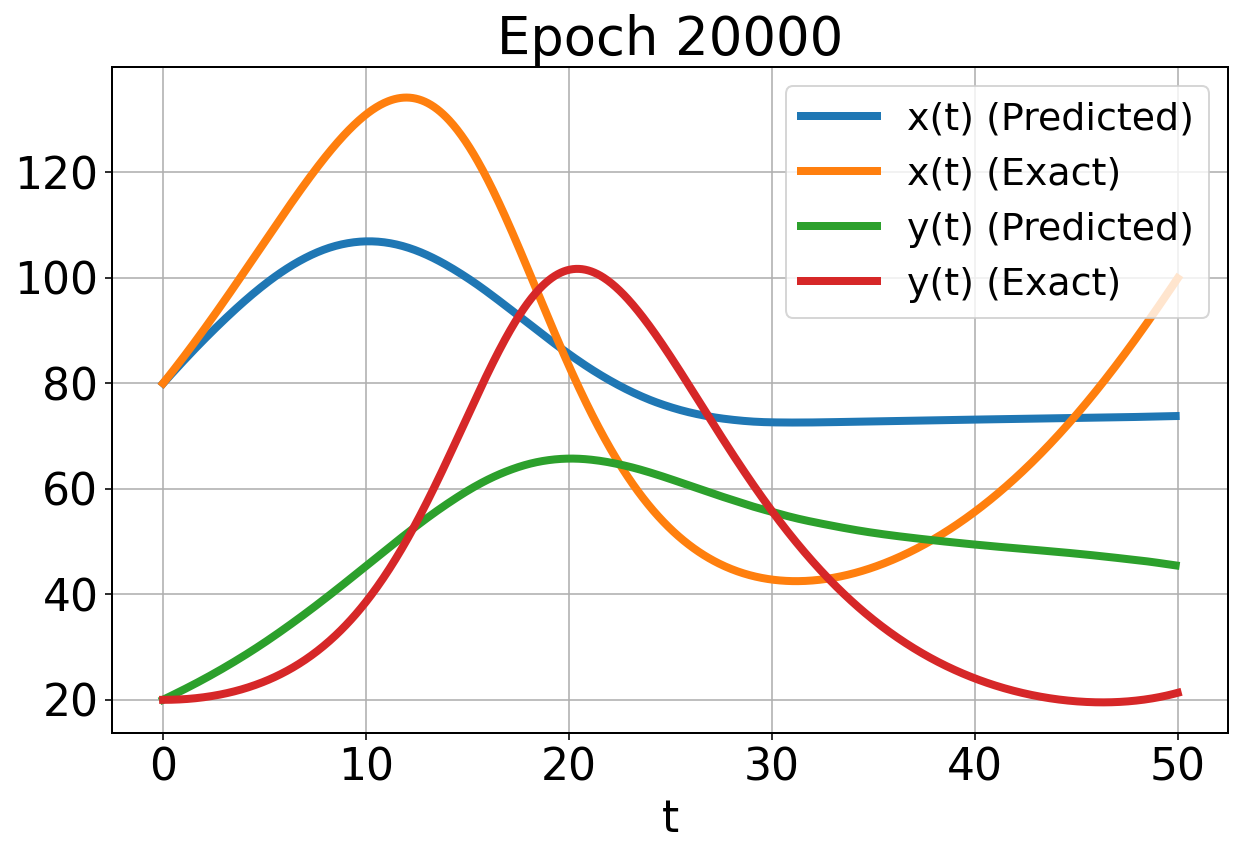 Epoch 20000
x(t) (Predicted)
x(t) (Exact)
y(t) (Predicted)
y(t) (Exact)
120
100
80
60
40
20
0 10 20 30 40 50
t